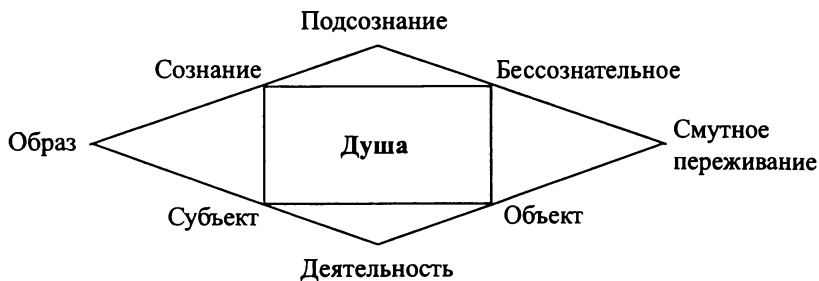 Подсознание
Сознание
Бессознательное
Образ
Душа
Смутное
переживание
Субъект
Объект
Деятельность